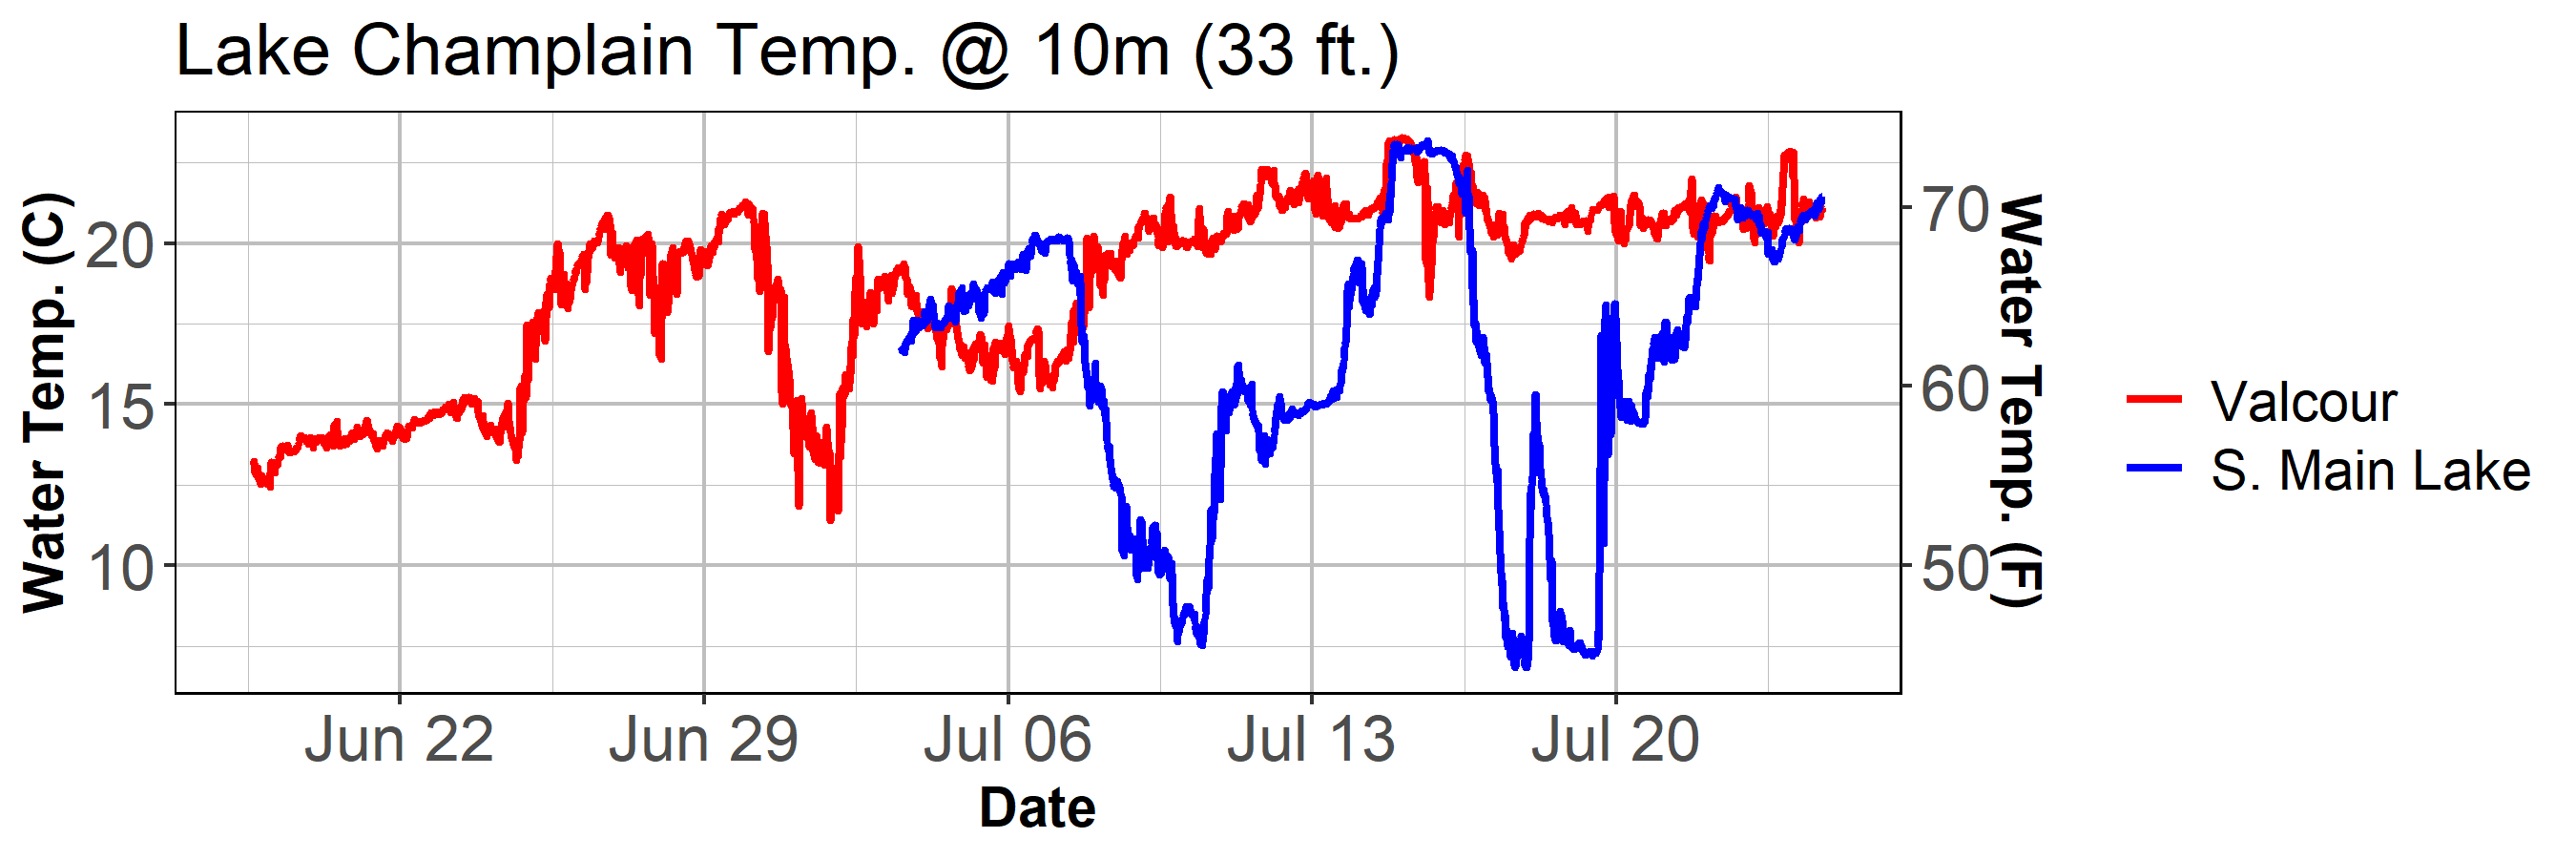 Lake Champlain Temp. @ 10m (33 ft.)
Water Temp. (C)
20
15
10
70
60
50
Water Temp. (F)
Valcour
S. Main Lake
Jun 22
Jun 29
Jul 06
Jul 13
Jul 20
Date